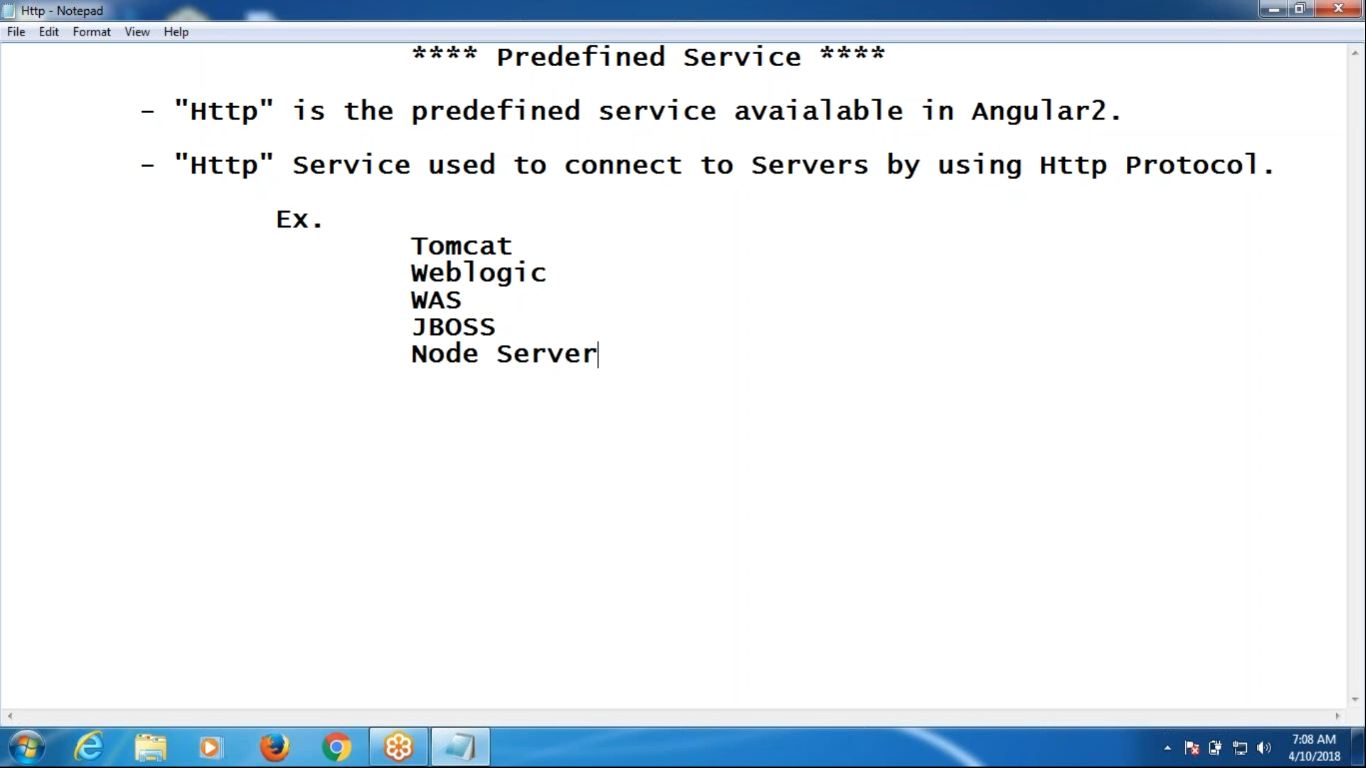 Http - Notepad
File Edit Format View Help
**** Predefined Service ****
- "Http" is the predefined service avaialable in Angular2.
- "Http" Service used to connect to Servers by using Http Protocol.
Ex.
Tomcat
Weblogic
WAS
JBOSS
Node Server
7:08 AM
4/10/2018